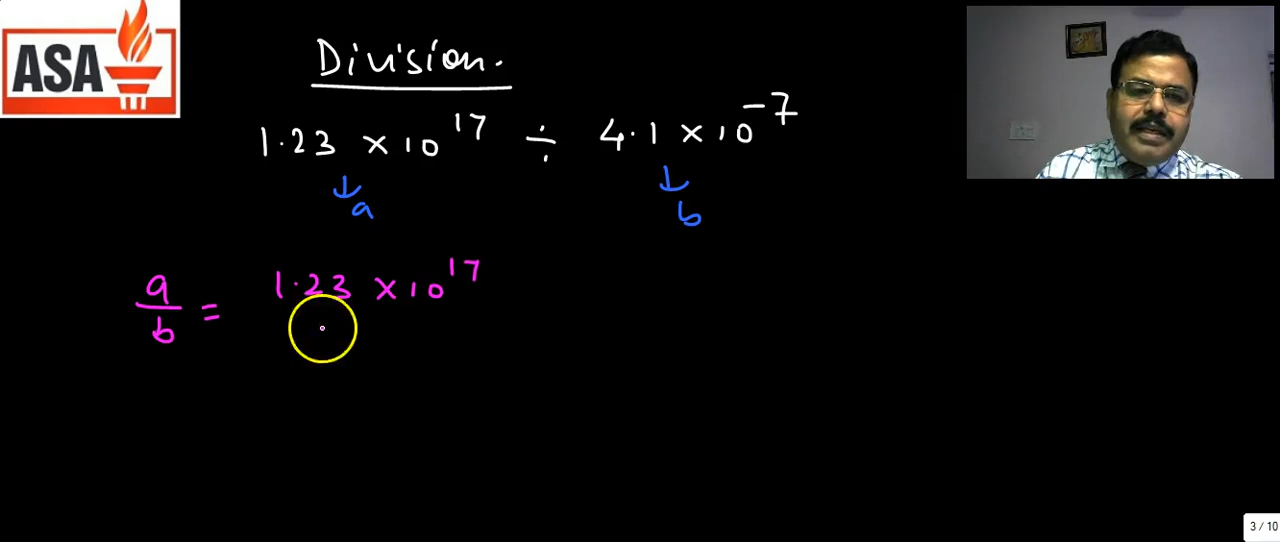 ASA
Division.
1.23 × 10^17 ÷ 4.1 × 10^-7
↓ a ↓ b
a/b = 1.23 × 10^17
3 / 10